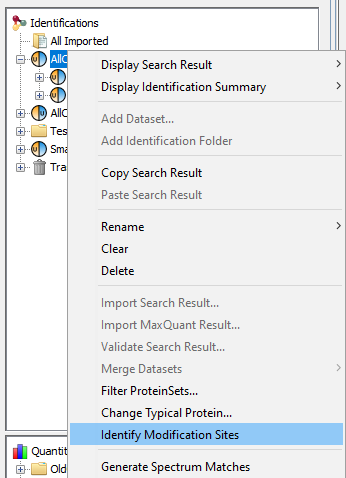 Identifications
All Imported
AllC
AllC
Tes
Sma
Tra
Display Search Result
Display Identification Summary
Add Dataset...
Add Identification Folder
Copy Search Result
Paste Search Result
Rename
Clear
Delete
Import Search Result...
Import MaxQuant Result...
Validate Search Result...
Merge Datasets
Filter ProteinSets...
Change Typical Protein...
Identify Modification Sites
Generate Spectrum Matches
Quantit
Olde